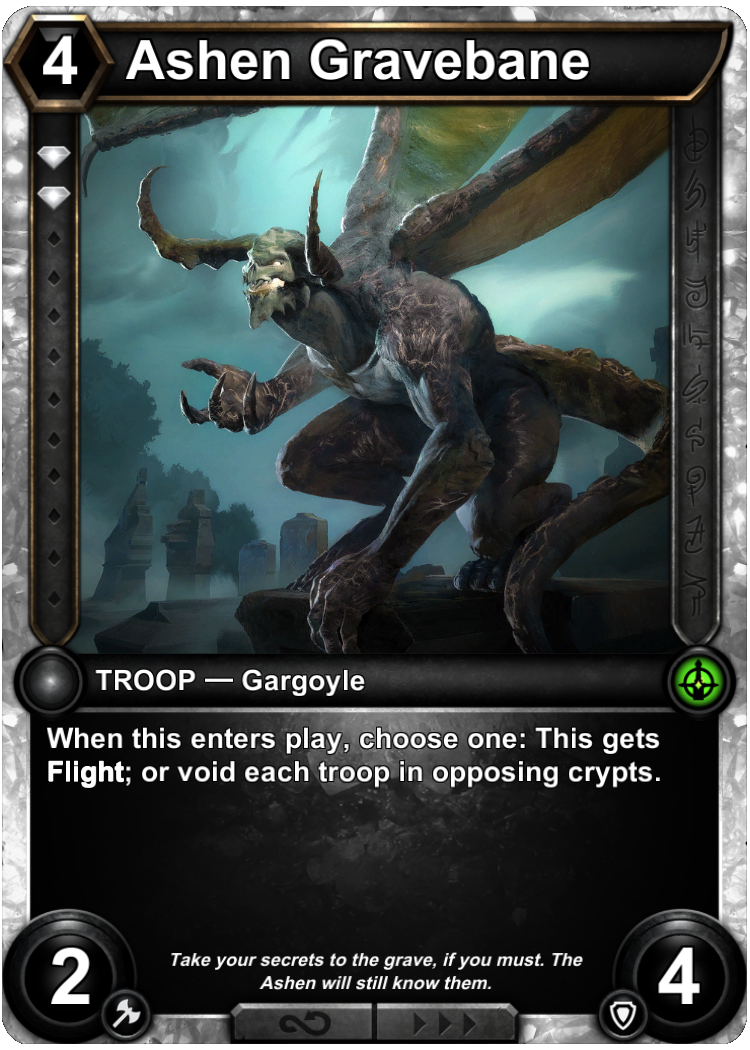 4 Ashen Gravebane
TROOP — Gargoyle
When this enters play, choose one: This gets
Flight; or void each troop in opposing crypts.
Take your secrets to the grave, if you must. The
Ashen will still know them.
2
4